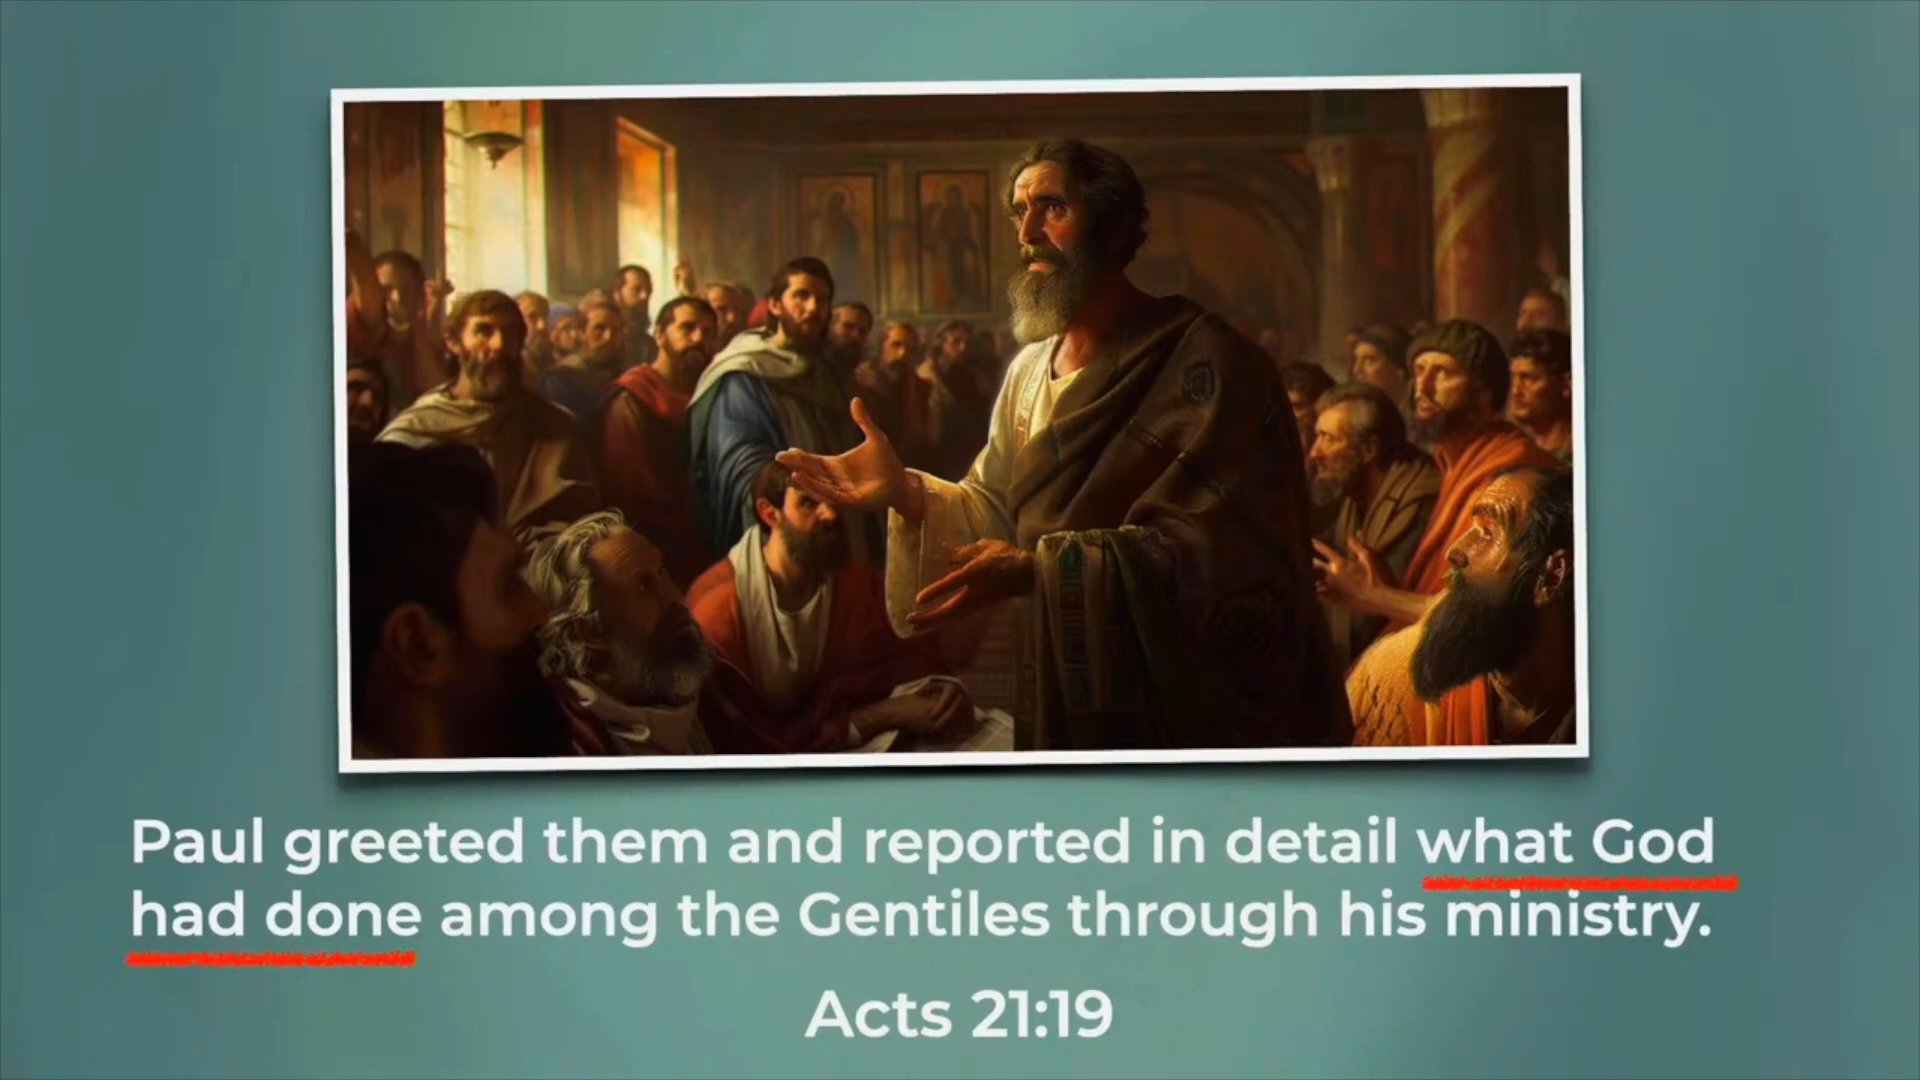 Paul greeted them and reported in detail what God
had done among the Gentiles through his ministry.
Acts 21:19